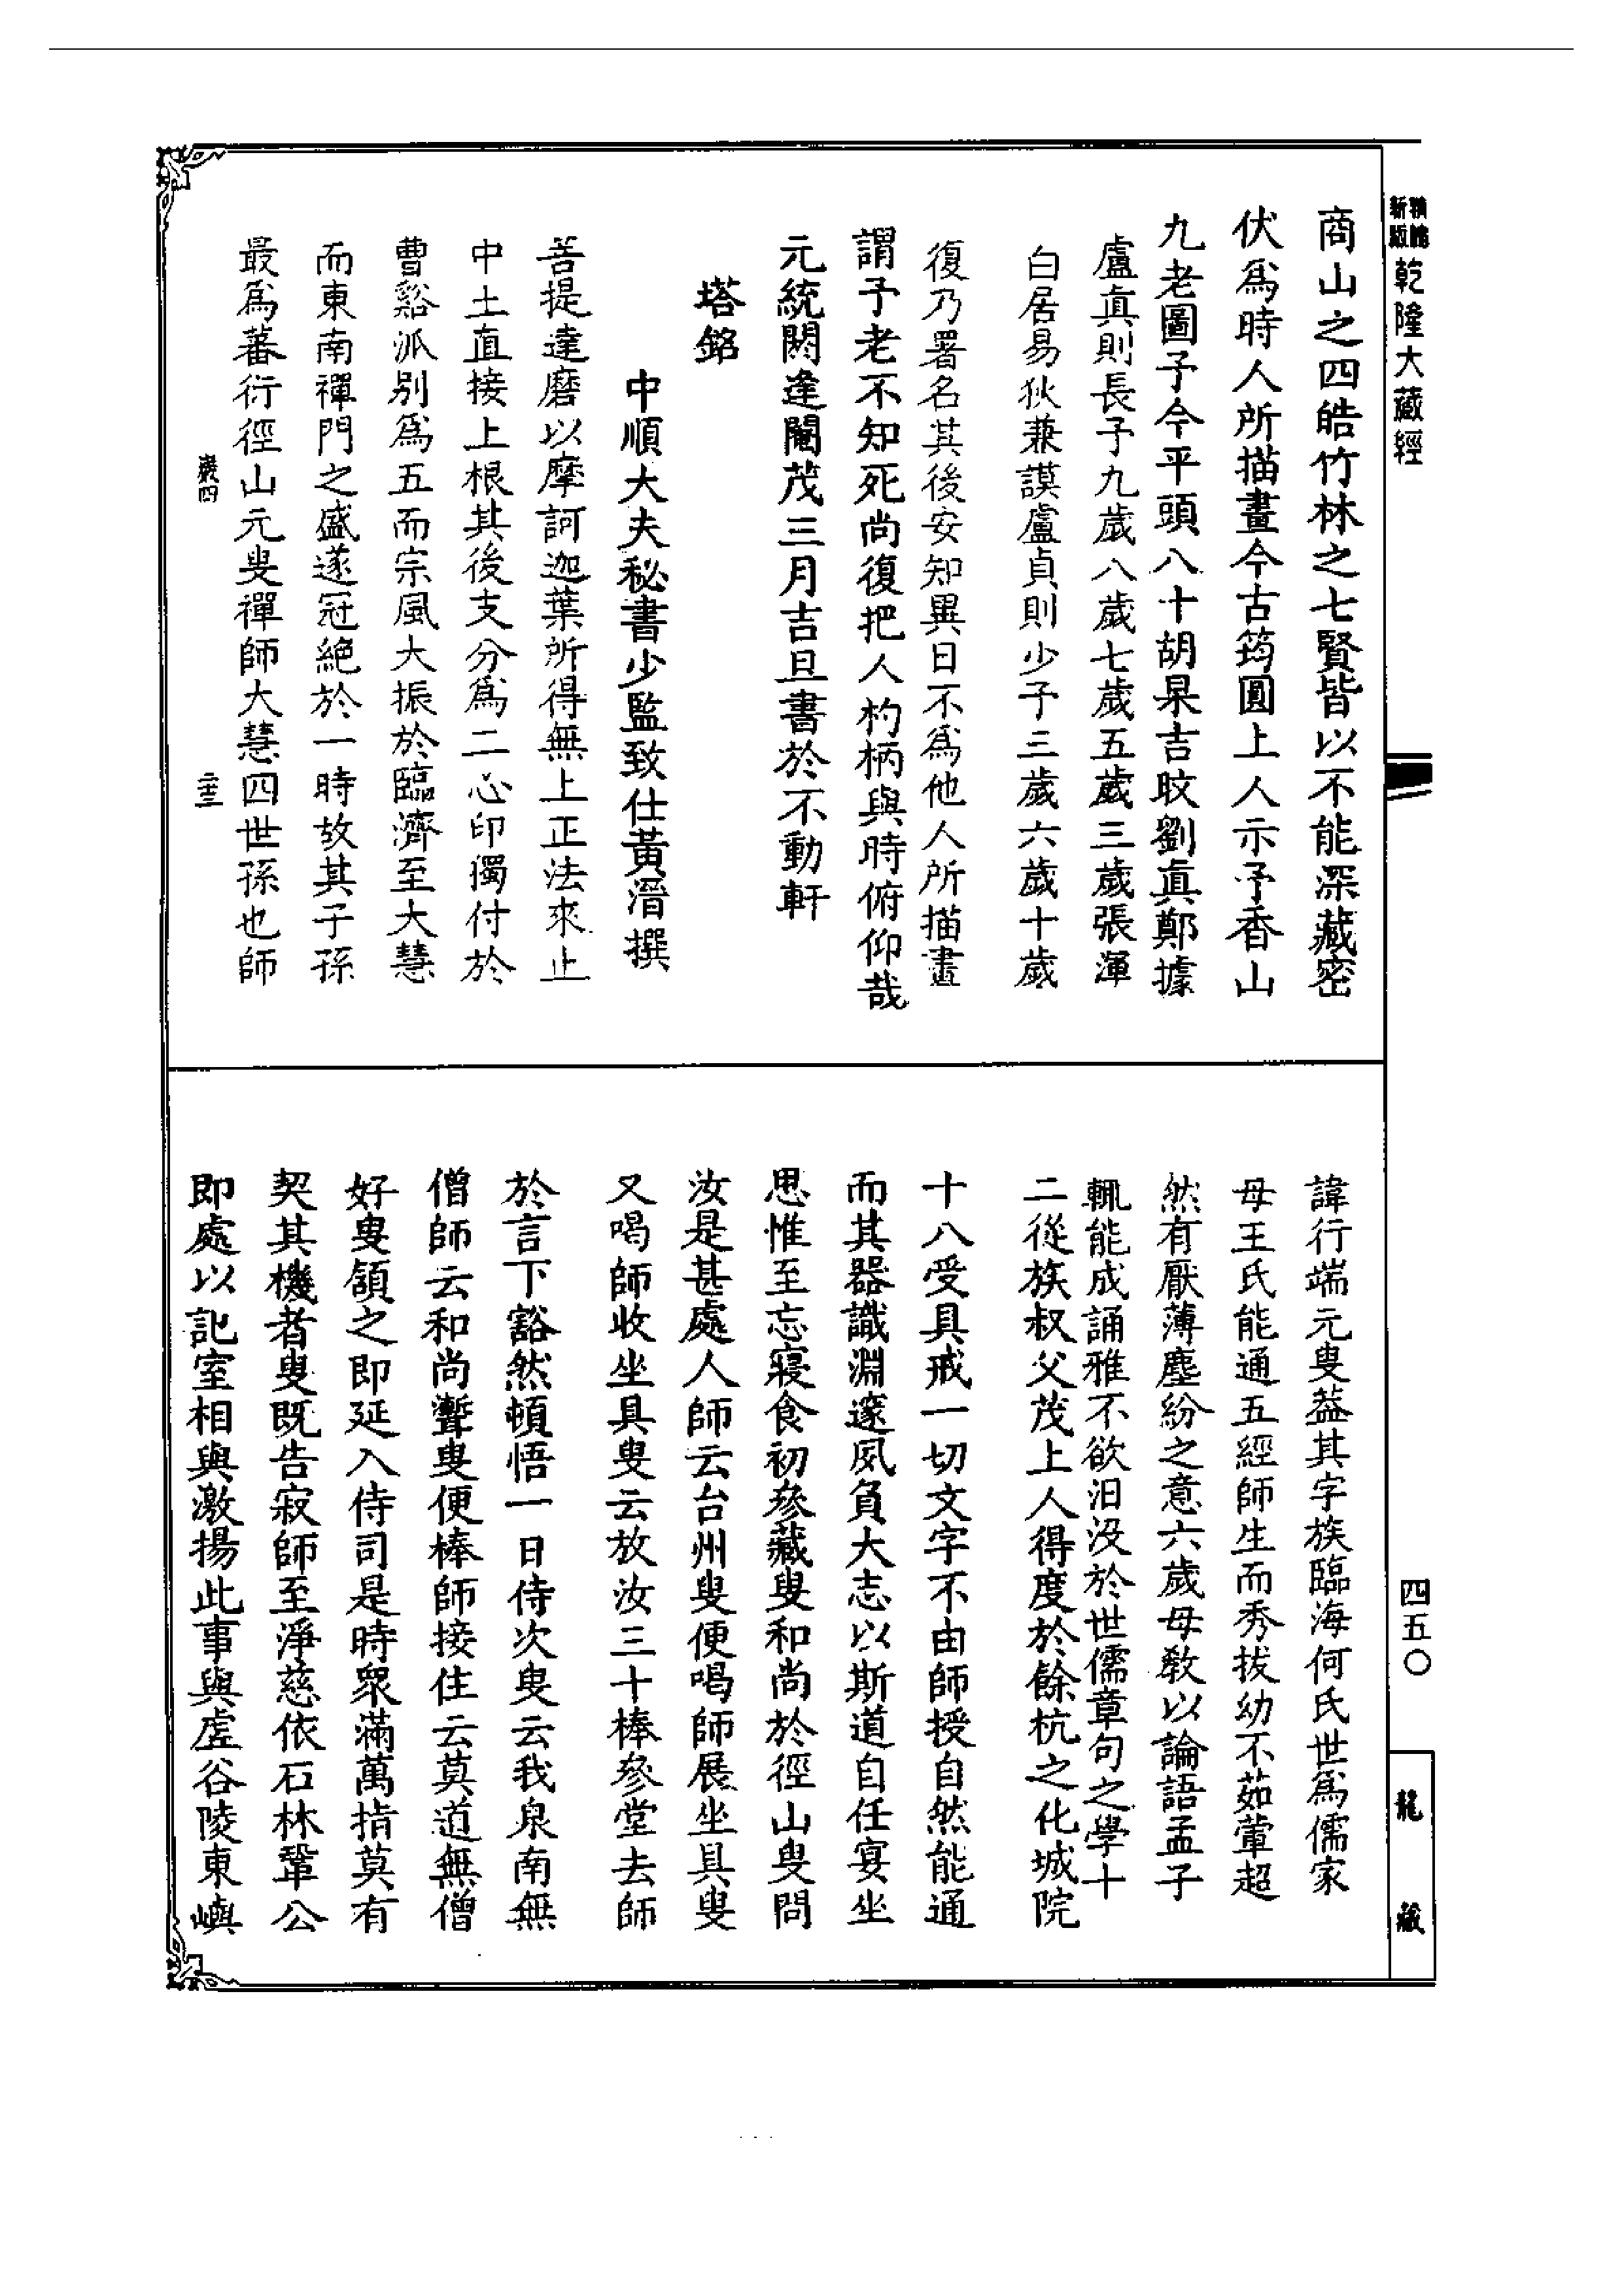 精緻
新版
乾隆大藏經
商山之四皓竹林之七賢皆以不能深藏密
伏爲時人所描畫今古筠圓上人示予香山
九老圖予今平頭八十胡杲吉旼劉真鄭據
盧真則長予九歲八歲七歲五歲三歲張渾
白居易狄兼謨盧貞則少予三歲六歲十歲
復乃署名其後安知異日不爲他人所描畫
謂予老不知死尚復把人杓柄與時俯仰哉
元統閼逢閹茂三月吉旦書於不動軒
塔銘
中順大夫秘書少監致仕黃溍撰
菩提達磨以摩訶迦葉所得無上正法來止
中土直接上根其後支分爲二心印獨付於
曹谿派別爲五而宗風大振於臨濟至大慧
而東南禪門之盛遂冠絕於一時故其子孫
最爲蕃衍徑山元叟禪師大慧四世孫也師
巖四
二十三
諱行端元叟蓋其字族臨海何氏世爲儒家
母王氏能通五經師生而秀拔幼不茹葷超
然有厭薄塵紛之意六歲母教以論語孟子
輒能成誦雅不欲汩沒於世儒章句之學十
二從族叔父茂上人得度於餘杭之化城院
十八受具戒一切文字不由師授自然能通
而其器識淵邃夙負大志以斯道自任宴坐
思惟至忘寢食初參藏叟和尚於徑山叟問
汝是甚處人師云台州叟便喝師展坐具叟
又喝師收坐具叟云放汝三十棒參堂去師
於言下豁然頓悟一日侍次叟云我泉南無
僧師云和尚聻叟便棒師接住云莫道無僧
好叟頷之即延入侍司是時眾滿萬指莫有
契其機者叟既告寂師至淨慈依石林鞏公
即處以記室相與激揚此事與虛谷陵東嶼
四五〇
龍藏